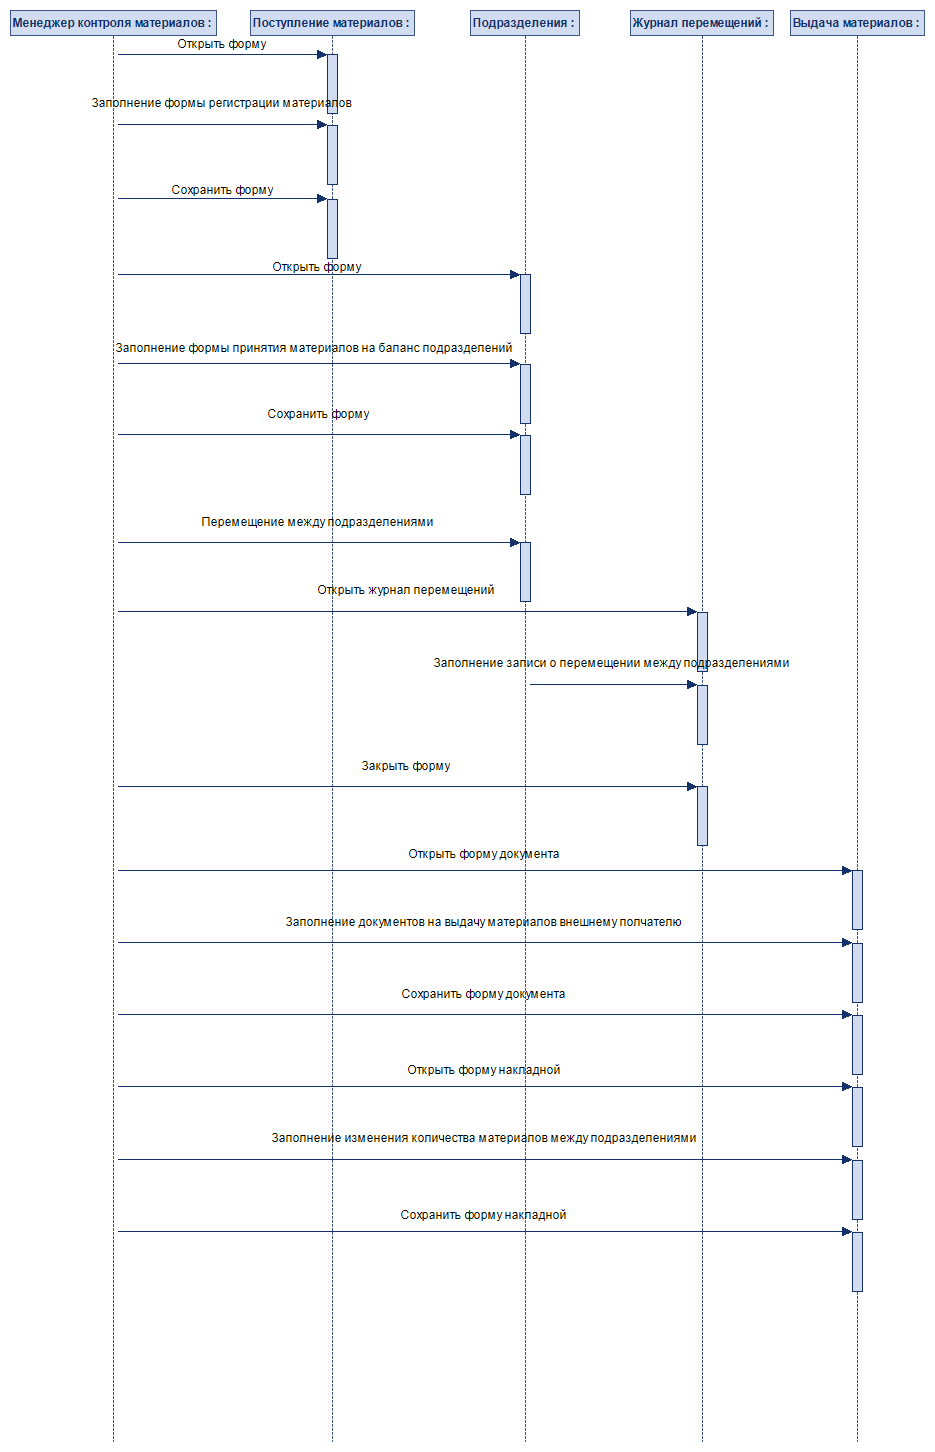 Менеджер контроля материалов :
Поступление материалов :
Подразделения :
Журнал перемещений :
Выдача материалов :
Открыть форму
Заполнение формы регистрации материалов
Сохранить форму
Открыть форму
Заполнение формы принятия материалов на баланс подразделений
Сохранить форму
Перемещение между подразделениями
Открыть журнал перемещений
Заполнение записи о перемещении между подразделениями
Закрыть форму
Открыть форму документа
Заполнение документов на выдачу материалов внешнему полчателю
Сохранить форму документа
Открыть форму накладной
Заполнение изменения количества материалов между подразделениями
Сохранить форму накладной